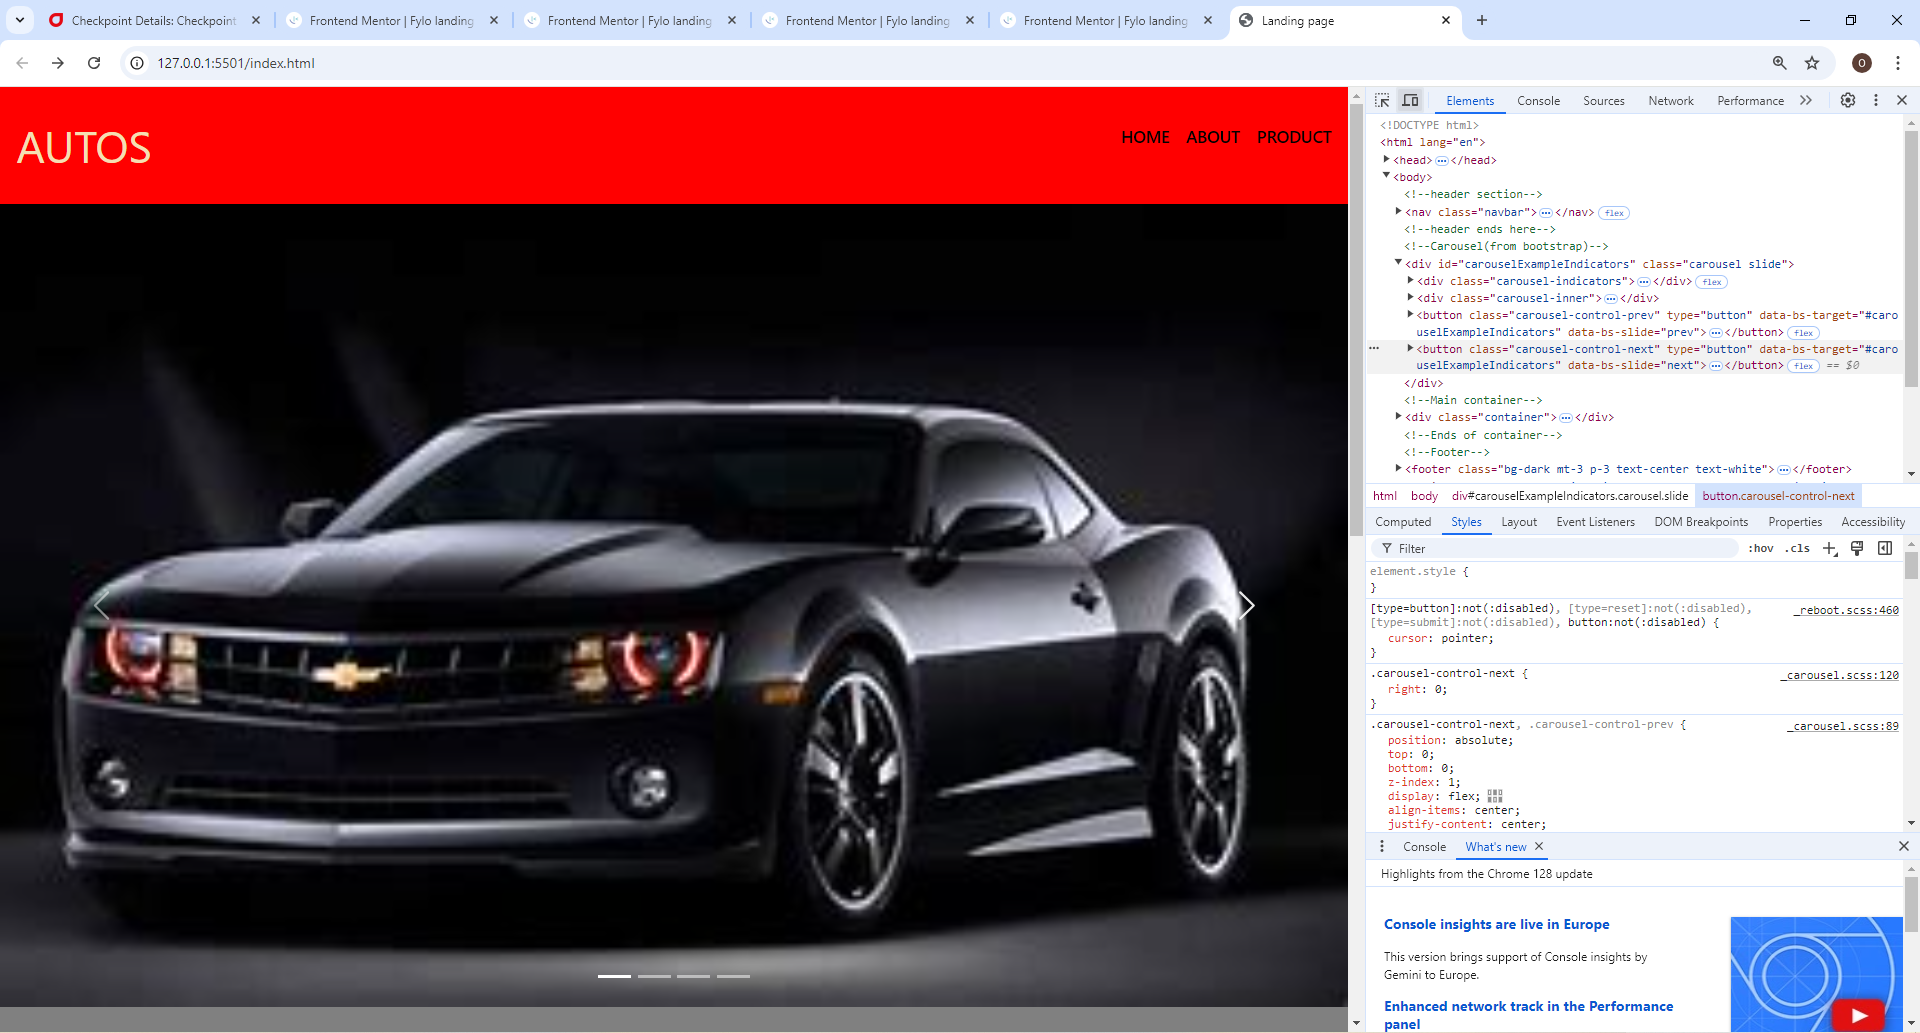 Checkpoint Details: Checkpoint
Frontend Mentor | Fylo landing
Frontend Mentor | Fylo landing
Frontend Mentor | Fylo landing
Frontend Mentor | Fylo landing
Landing page
127.0.0.1:5501/index.html
O
AUTOS
HOME ABOUT PRODUCT
Elements Console Sources Network Performance
<!DOCTYPE html>
<html lang="en">
<head>…</head>
<body>
<!--header section-->
<nav class="navbar">…</nav> flex
<!--header ends here-->
<!--Carousel(from bootstrap)-->
<div id="carouselExampleIndicators" class="carousel slide">
<div class="carousel-indicators">…</div> flex
<div class="carousel-inner">…</div>
<button class="carousel-control-prev" type="button" data-bs-target="#caro
uselExampleIndicators" data-bs-slide="prev">…</button> flex
<button class="carousel-control-next" type="button" data-bs-target="#caro
uselExampleIndicators" data-bs-slide="next">…</button> flex == $0
</div>
<!--Main container-->
<div class="container">…</div>
<!--Ends of container-->
<!--Footer-->
<footer class="bg-dark mt-3 p-3 text-center text-white">…</footer>
html body div#carouselExampleIndicators.carousel.slide button.carousel-control-next
Computed Styles Layout Event Listeners DOM Breakpoints Properties Accessibility
Filter :hov .cls
element.style {
}
[type=button]:not(:disabled), [type=reset]:not(:disabled), _reboot.scss:460
[type=submit]:not(:disabled), button:not(:disabled) {
cursor: pointer;
}
.carousel-control-next { _carousel.scss:120
right: 0;
}
.carousel-control-next, .carousel-control-prev { _carousel.scss:89
position: absolute;
top: 0;
bottom: 0;
z-index: 1;
display: flex;
align-items: center;
justify-content: center;
Console What's new
Highlights from the Chrome 128 update
Console insights are live in Europe
This version brings support of Console insights by
Gemini to Europe.
Enhanced network track in the Performance
panel